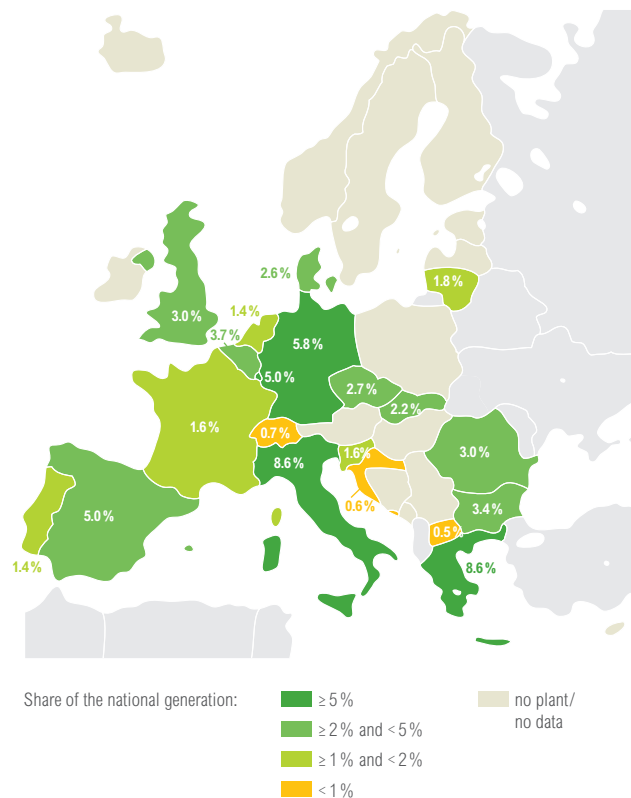 2.6 %
1.8 %
3.0 %
1.4 %
3.7 %
5.8 %
5.0 %
2.7 %
2.2 %
1.6 %
0.7 %
1.6%
3.0 %
8.6 %
0.6 %
3.4 %
5.0 %
0.5 %
1.4 %
8.6 %
Share of the national generation:
≥ 5 %
≥ 2 % and < 5 %
≥ 1 % and < 2 %
< 1 %
no plant/
no data